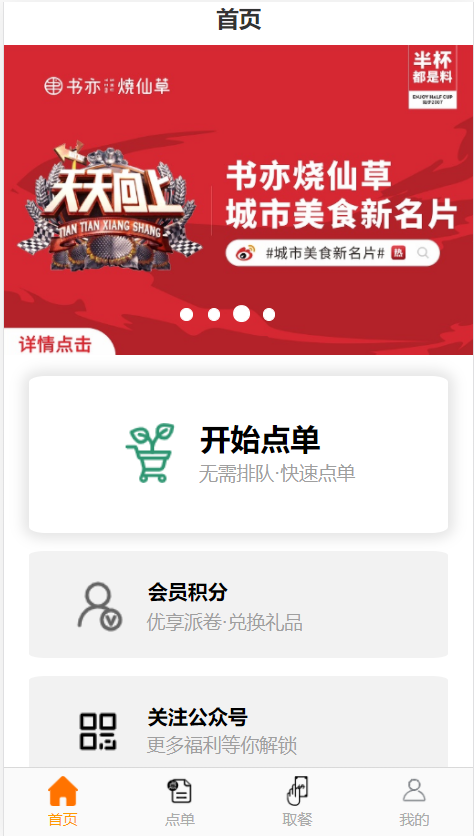 首页
书亦烧仙草
半杯
都是料
ENJOY HALF CUP
天天向上
TIAN TIAN XIANG SHANG
书亦烧仙草
城市美食新名片
#城市美食新名片# 热
详情点击
开始点单
无需排队·快速点单
会员积分
优享派卷·兑换礼品
关注公众号
更多福利等你解锁
首页 点单 取餐 我的